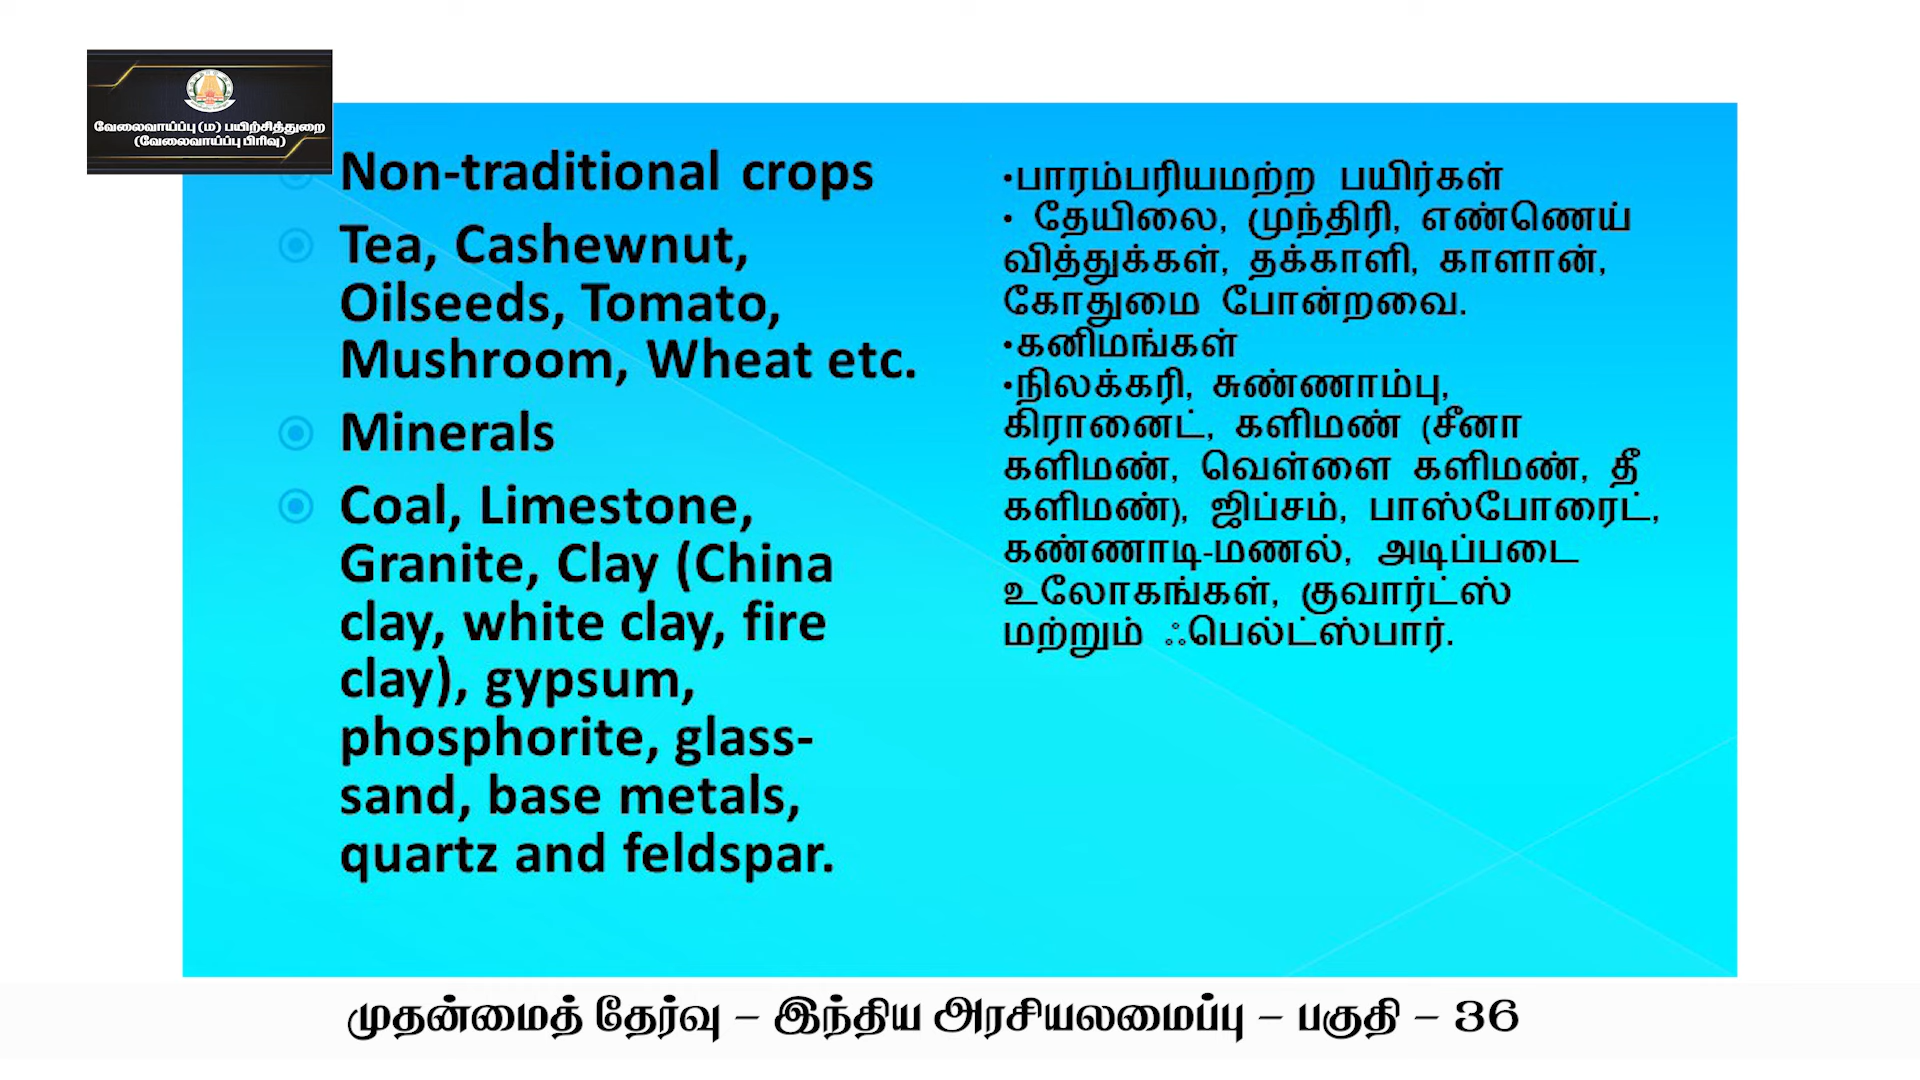 வேலைவாய்ப்பு (ம) பயிற்சித்துறை
(வேலைவாய்ப்பு பிரிவு)
Non-traditional crops
Tea, Cashewnut,
Oilseeds, Tomato,
Mushroom, Wheat etc.
Minerals
Coal, Limestone,
Granite, Clay (China
clay, white clay, fire
clay), gypsum,
phosphorite, glass-
sand, base metals,
quartz and feldspar.
•பாரம்பரியமற்ற பயிர்கள்
• தேயிலை, முந்திரி, எண்ணெய்
வித்துக்கள், தக்காளி, காளான்,
கோதுமை போன்றவை.
•கனிமங்கள்
•நிலக்கரி, சுண்ணாம்பு,
கிரானைட், களிமண் (சீனா
களிமண், வெள்ளை களிமண், தீ
களிமண்), ஜிப்சம், பாஸ்போரைட்,
கண்ணாடி-மணல், அடிப்படை
உலோகங்கள், குவார்ட்ஸ்
மற்றும் ஃபெல்ட்ஸ்பார்.
முதன்மைத் தேர்வு – இந்திய அரசியலமைப்பு – பகுதி – 36